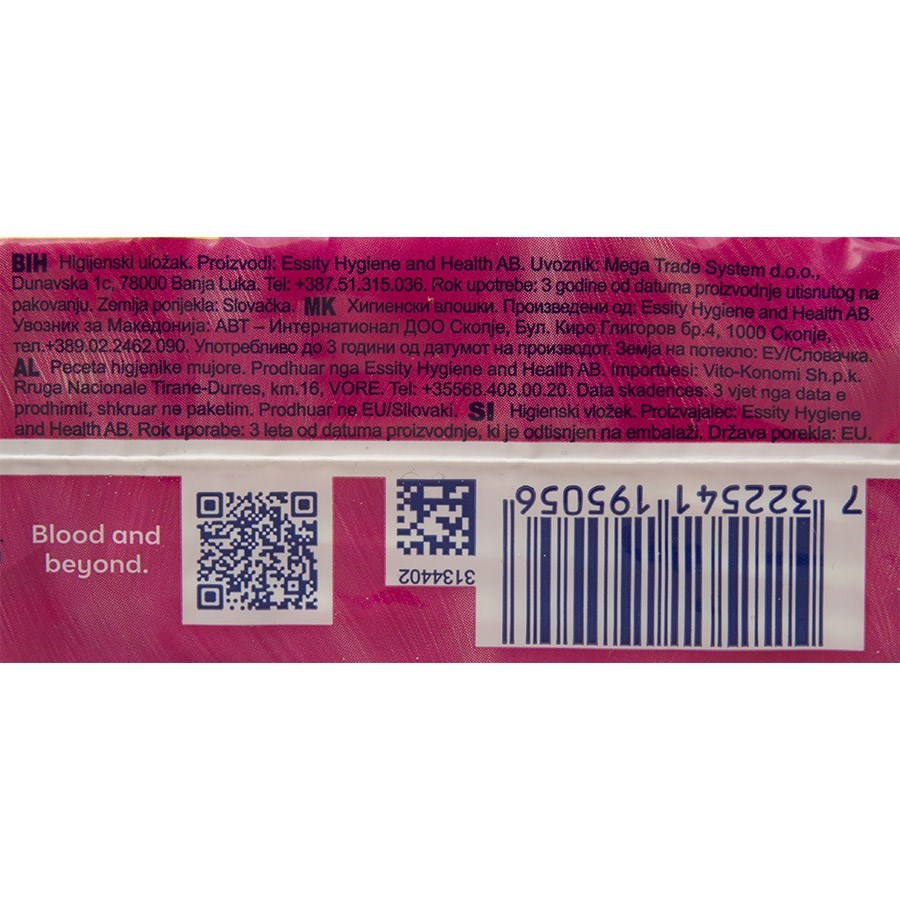 BIH Higijenski uložak. Proizvodi: Essity Hygiene and Health AB. Uvoznik: Mega Trade System d.o.o.,
Dunavska 1c, 78000 Banja Luka. Tel: +387.51.315.036. Rok upotrebe: 3 godine od datuma proizvodnje utisnutog na
pakovanju. Zemlja porijekla: Slovačka. MK Хигиенски влошки. Произведени од: Essity Hygiene and Health AB.
Увозник за Македонија: АВТ – Интернатионал ДОО Скопје, Бул. Киро Глигоров бр.4, 1000 Скопје,
тел.+389.02.2462.090. Употребливо до 3 години од датумот на производот. Земја на потекло: ЕУ/Словачка.
AL Peceta higjenike mujore. Prodhuar nga Essity Hygiene and Health AB. Importuesi: Vito-Konomi Sh.p.k.
Rruga Nacionale Tirane-Durres, km.16, VORE. Tel: +35568.408.00.20. Data skadences: 3 vjet nga data e
prodhimit, shkruar ne paketim. Prodhuar ne EU/Sllovaki. SI Higienski vložek. Proizvajalec: Essity Hygiene
and Health AB. Rok uporabe: 3 leta od datuma proizvodnje, ki je odtisnjen na embalaži. Država porekla: EU.
Blood and
beyond.
3134402
7 322541 195056